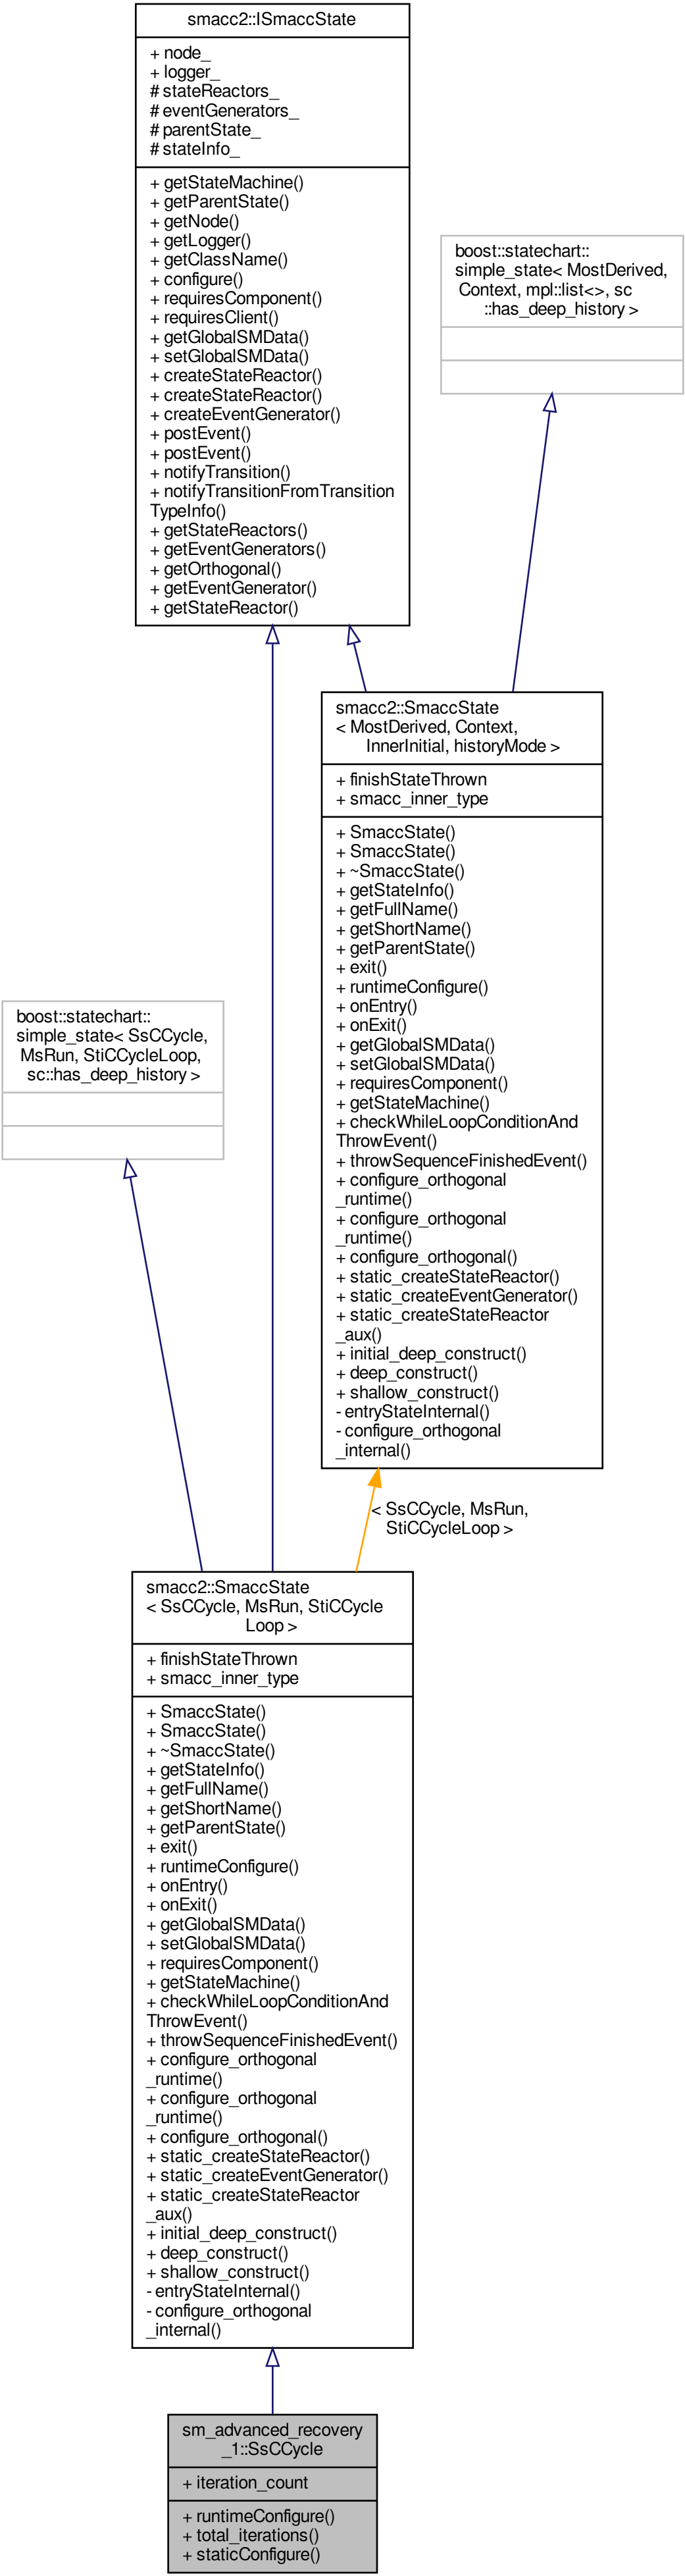 smacc2::ISmaccState
+ node_
+ logger_
# stateReactors_
# eventGenerators_
# parentState_
# stateInfo_
+ getStateMachine()
+ getParentState()
+ getNode()
+ getLogger()
+ getClassName()
+ configure()
+ requiresComponent()
+ requiresClient()
+ getGlobalSMData()
+ setGlobalSMData()
+ createStateReactor()
+ createStateReactor()
+ createEventGenerator()
+ postEvent()
+ postEvent()
+ notifyTransition()
+ notifyTransitionFromTransition
TypeInfo()
+ getStateReactors()
+ getEventGenerators()
+ getOrthogonal()
+ getEventGenerator()
+ getStateReactor()
boost::statechart::
simple_state< MostDerived,
Context, mpl::list<>, sc
::has_deep_history >
smacc2::SmaccState
< MostDerived, Context,
InnerInitial, historyMode >
+ finishStateThrown
+ smacc_inner_type
+ SmaccState()
+ SmaccState()
+ ~SmaccState()
+ getStateInfo()
+ getFullName()
+ getShortName()
+ getParentState()
+ exit()
+ runtimeConfigure()
+ onEntry()
+ onExit()
+ getGlobalSMData()
+ setGlobalSMData()
+ requiresComponent()
+ getStateMachine()
+ checkWhileLoopConditionAnd
ThrowEvent()
+ throwSequenceFinishedEvent()
+ configure_orthogonal
_runtime()
+ configure_orthogonal
_runtime()
+ configure_orthogonal()
+ static_createStateReactor()
+ static_createEventGenerator()
+ static_createStateReactor
_aux()
+ initial_deep_construct()
+ deep_construct()
+ shallow_construct()
- entryStateInternal()
- configure_orthogonal
_internal()
boost::statechart::
simple_state< SsCCycle,
MsRun, StiCCycleLoop,
sc::has_deep_history >
< SsCCycle, MsRun,
StiCCycleLoop >
smacc2::SmaccState
< SsCCycle, MsRun, StiCCycle
Loop >
+ finishStateThrown
+ smacc_inner_type
+ SmaccState()
+ SmaccState()
+ ~SmaccState()
+ getStateInfo()
+ getFullName()
+ getShortName()
+ getParentState()
+ exit()
+ runtimeConfigure()
+ onEntry()
+ onExit()
+ getGlobalSMData()
+ setGlobalSMData()
+ requiresComponent()
+ getStateMachine()
+ checkWhileLoopConditionAnd
ThrowEvent()
+ throwSequenceFinishedEvent()
+ configure_orthogonal
_runtime()
+ configure_orthogonal
_runtime()
+ configure_orthogonal()
+ static_createStateReactor()
+ static_createEventGenerator()
+ static_createStateReactor
_aux()
+ initial_deep_construct()
+ deep_construct()
+ shallow_construct()
- entryStateInternal()
- configure_orthogonal
_internal()
sm_advanced_recovery
_1::SsCCycle
+ iteration_count
+ runtimeConfigure()
+ total_iterations()
+ staticConfigure()